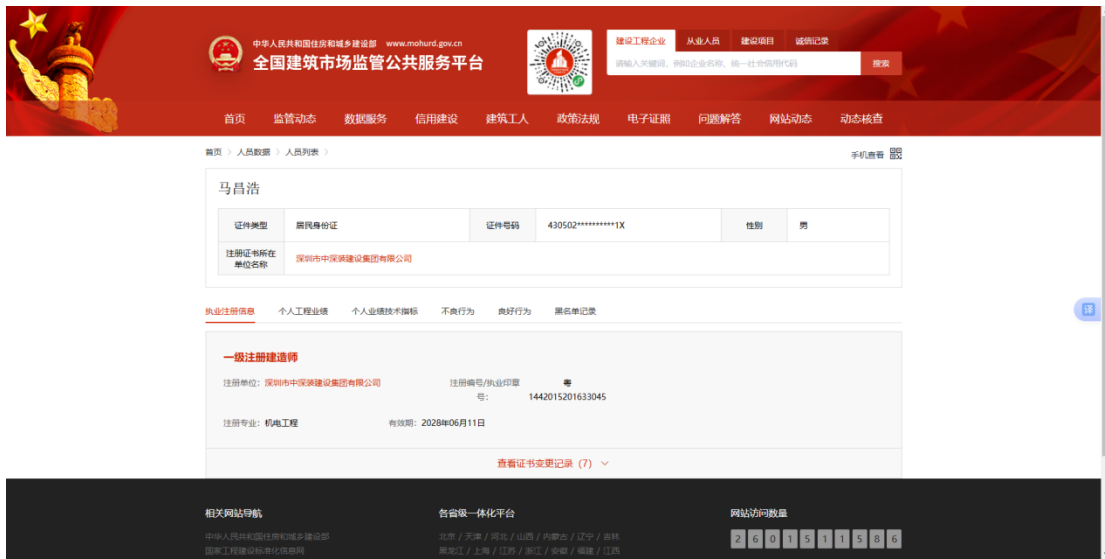 中华人民共和国住房和城乡建设部 www.mohurd.gov.cn
全国建筑市场监管公共服务平台
建设工程企业 从业人员 建设项目 诚信记录
请输入关键词，例如企业名称、统一社会信用代码 搜索
首页 监管动态 数据服务 信用建设 建筑工人 政策法规 电子证照 问题解答 网站动态 动态核查
首页 > 人员数据 > 人员列表 >
手机查看
马昌浩
证件类型 居民身份证 证件号码 430502**********1X 性别 男
注册证书所在
单位名称
深圳市中深装建设集团有限公司
执业注册信息 个人工程业绩 个人业绩技术指标 不良行为 良好行为 黑名单记录
译
一级注册建造师
注册单位：深圳市中深装建设集团有限公司 注册编号/执业印章
号： 粤
1442015201633045
注册专业：机电工程 有效期：2028年06月11日
查看证书变更记录（7）
相关网站导航 各省级一体化平台 网站访问数量
中华人民共和国住房和城乡建设部 北京 / 天津 / 河北 / 山西 / 内蒙古 / 辽宁 / 吉林
国家工程建设标准化信息网 黑龙江 / 上海 / 江苏 / 浙江 / 安徽 / 福建 / 江西
2601511586